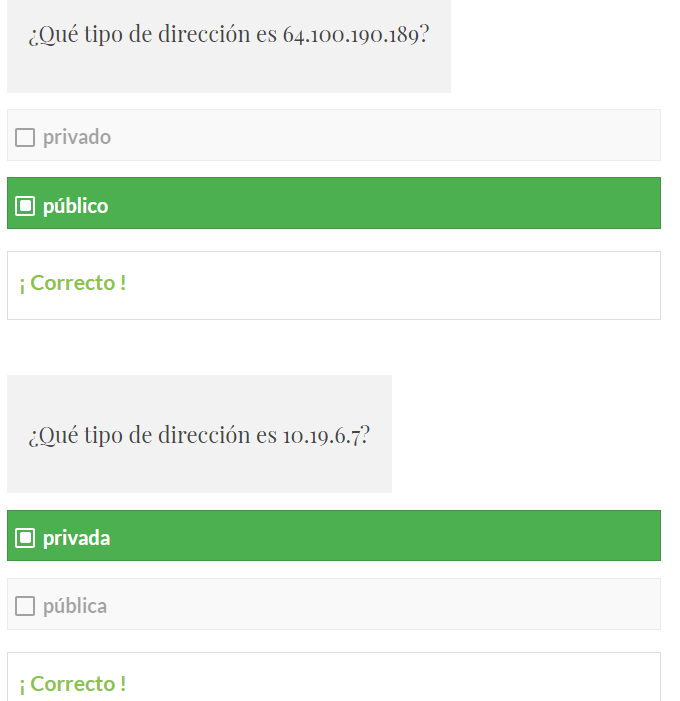 ¿Qué tipo de dirección es 64.100.190.189?
privado
público
¡ Correcto !
¿Qué tipo de dirección es 10.19.6.7?
privada
pública
¡ Correcto !